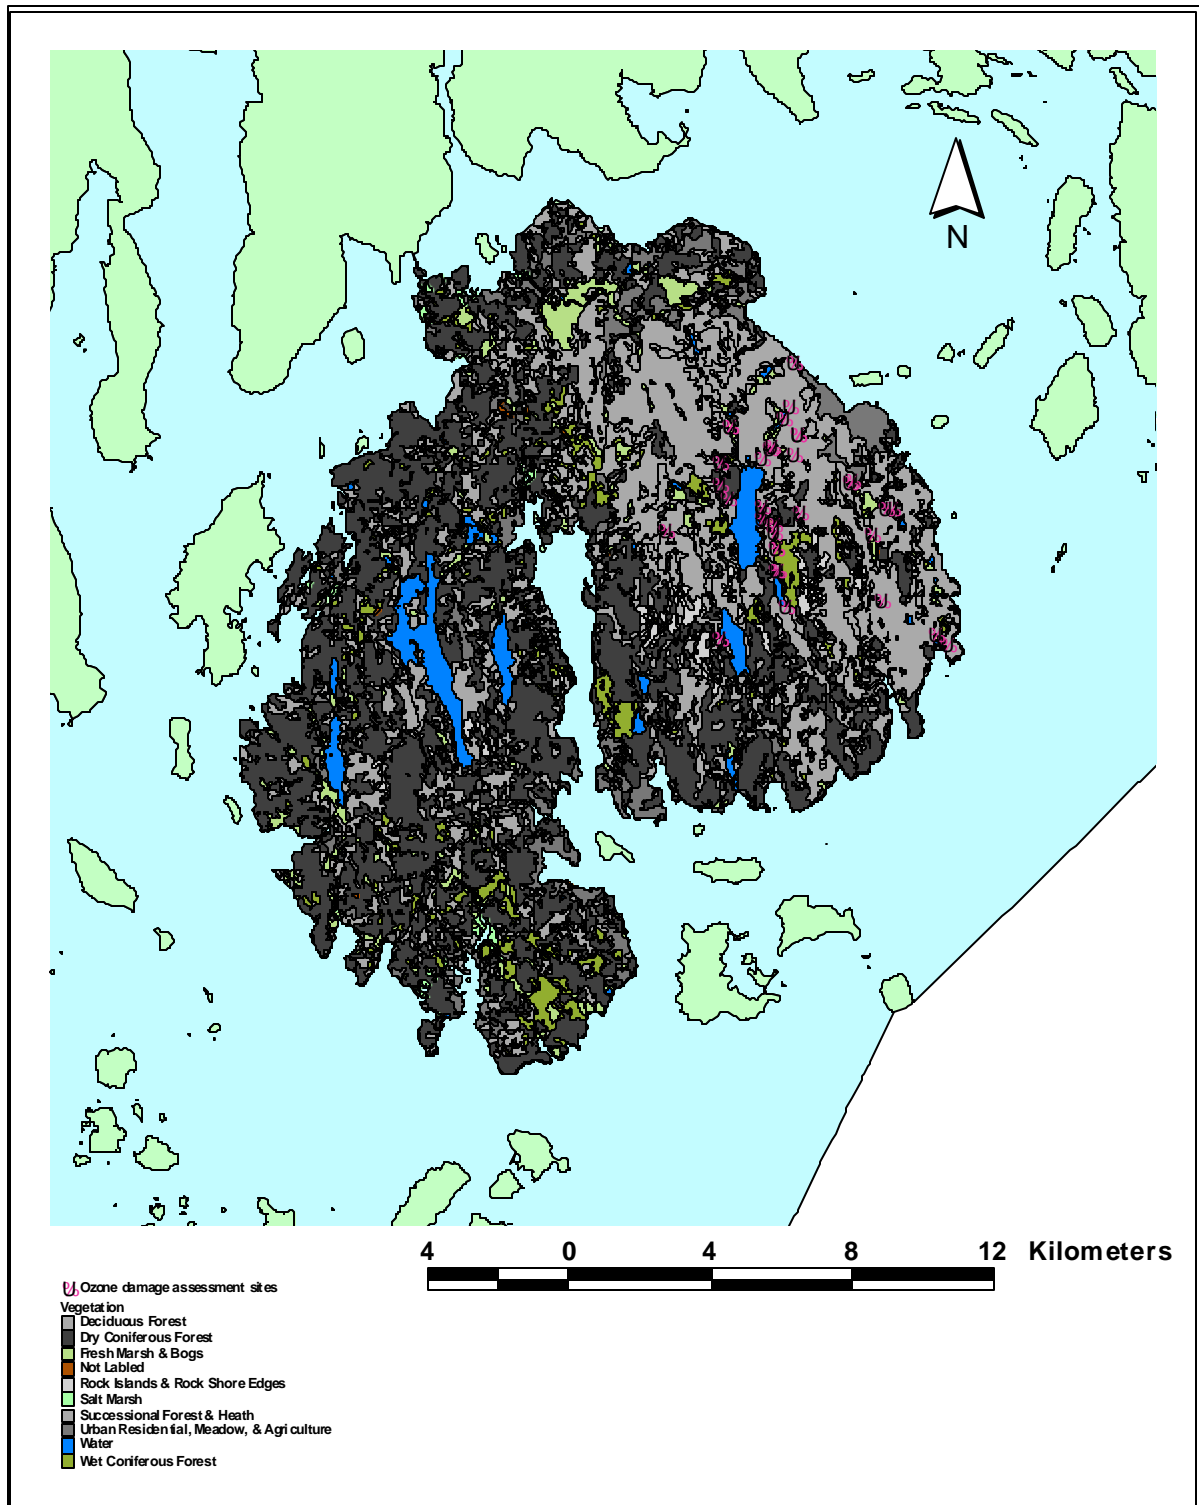 N
4 0 4 8 12 Kilometers
Ozone damage assessment sites
Vegetation
Deciduous Forest
Dry Coniferous Forest
Fresh Marsh & Bogs
Not Labled
Rock Islands & Rock Shore Edges
Salt Marsh
Successional Forest & Heath
Urban Residential, Meadow, & Agriculture
Water
Wet Coniferous Forest